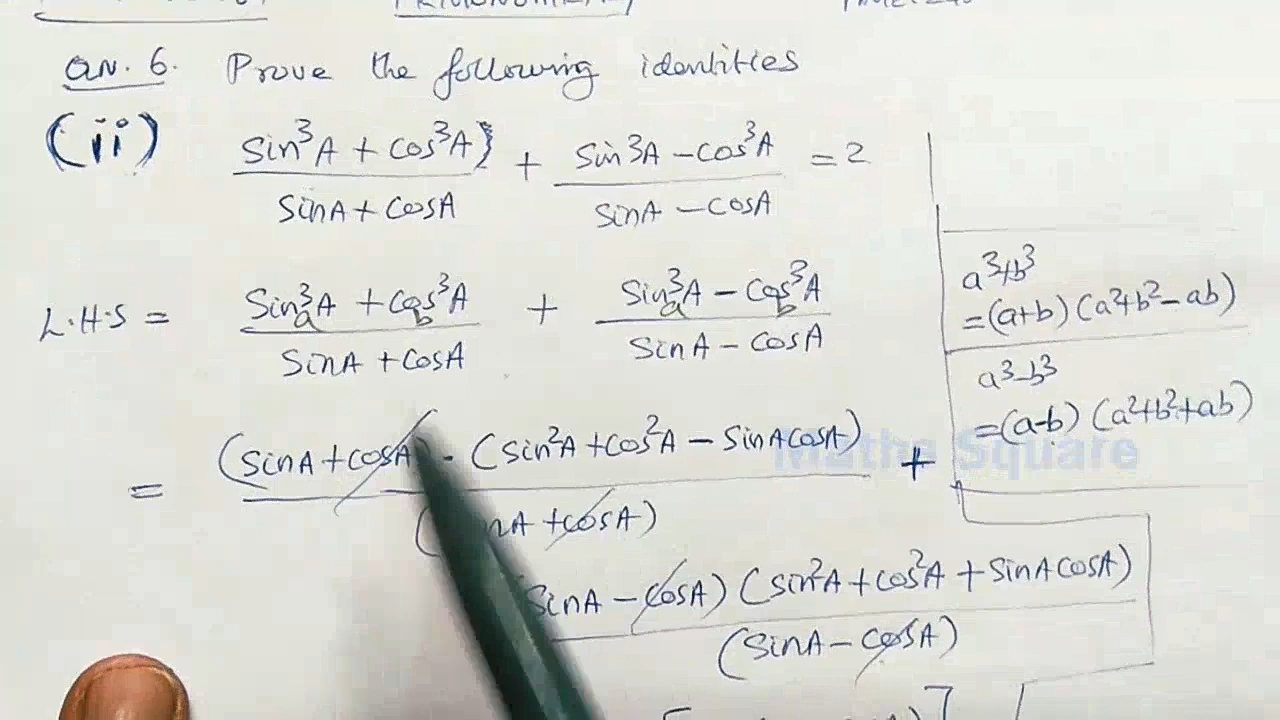 Qn. 6. Prove the following identities
(ii) Sin³A + cos³A} / SinA + CosA + Sin3A - cos³A / SinA - cosA = 2
a³+b³
= (a+b) (a²+b² - ab)
L.H.S = Sin³A + Cos³A / SinA + CosA + Sin³A - Cos³A / SinA - CosA
a b a b
a³-b³
= (a-b) (a²+b²+ab)
= (SinA + cosA) - (Sin²A + cos²A - SinA cosA) / nA + cosA) +
Maths Square
SinA - cosA) (Sin²A + cos²A + SinA cosA) / (SinA - cosA)